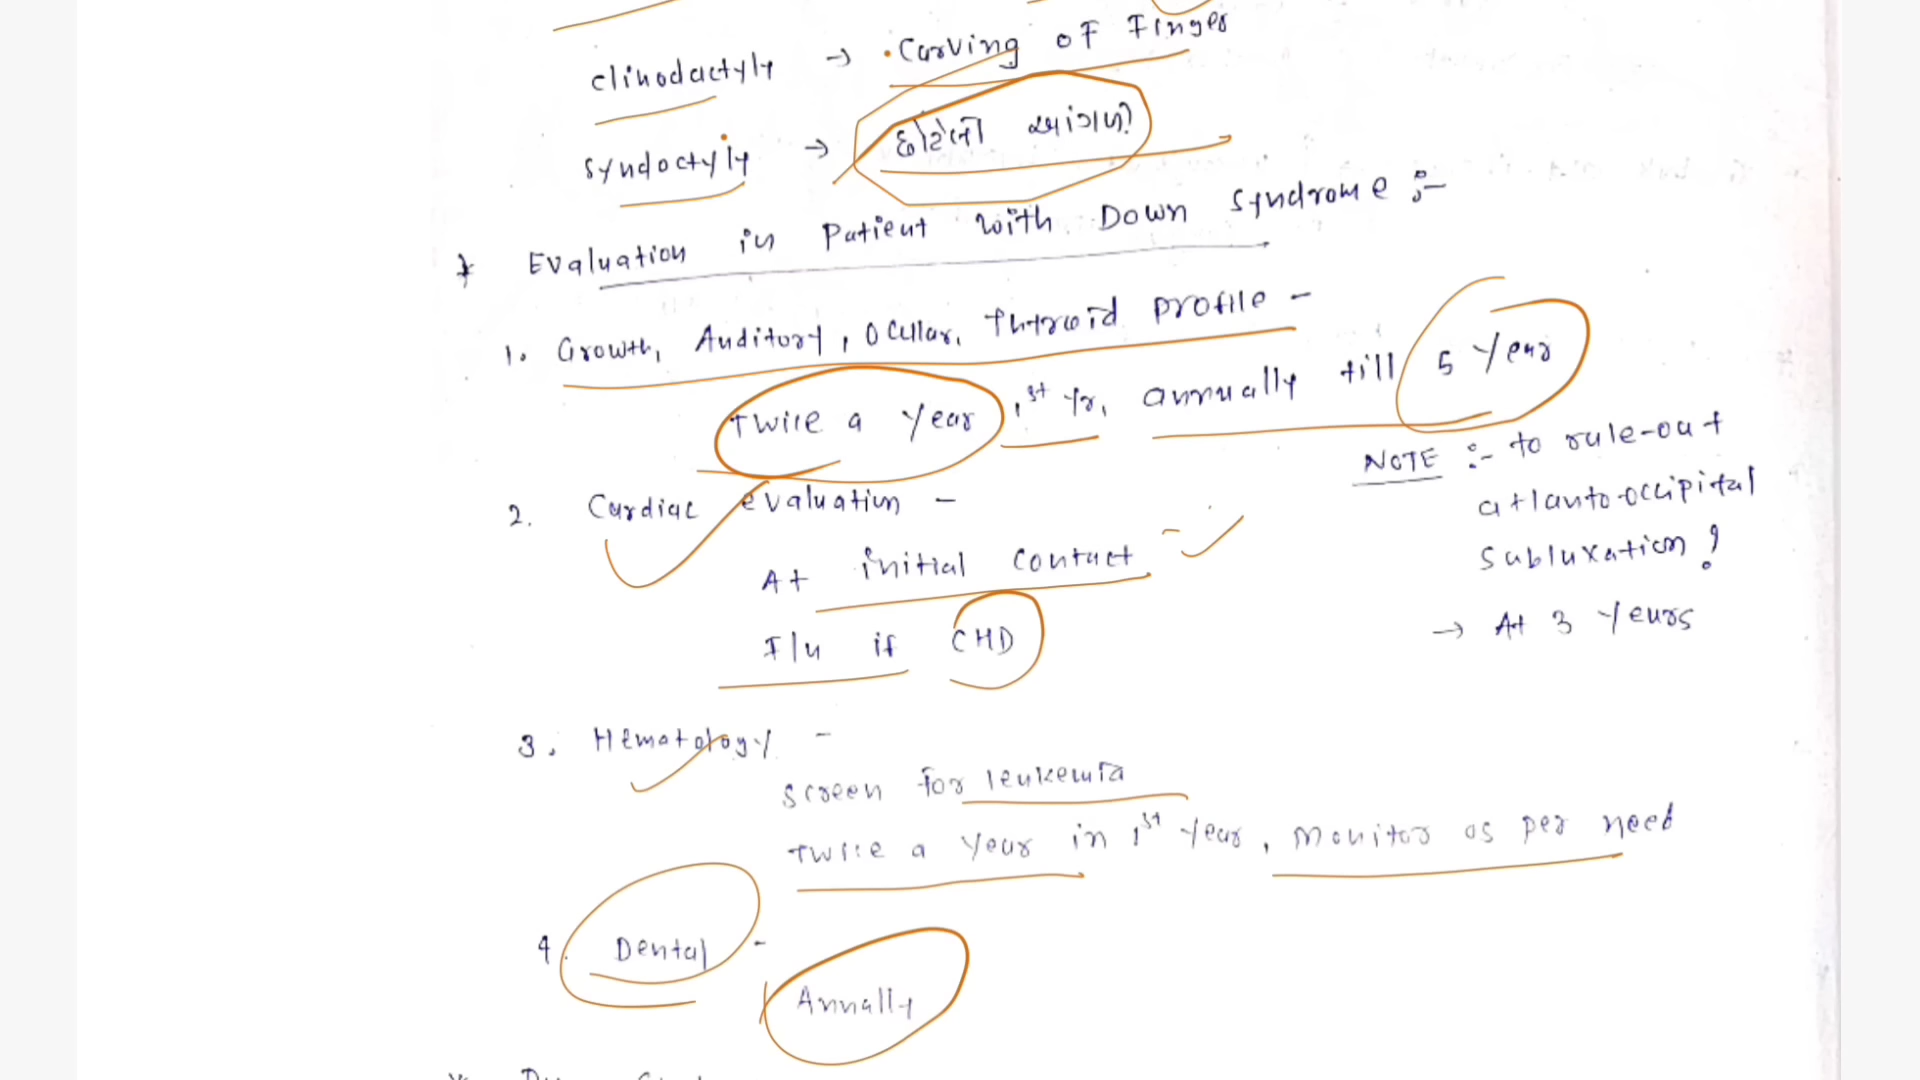 clinodactyly → • Curving of Finger
syndoctyly →
* Evaluation in Patient with Down Syndrome :-
1. Growth, Auditory, Ocular, Thyroid profile -
Twice a Year, 1st Yr, annually till 5 Year
NOTE :- to rule-out
atlanto-occipital
subluxation?
→ At 3 Years
2. Cardiac evaluation -
At initial contact
F/u if CHD
3. Hematology -
Screen for leukemia
Twice a Year in 1st Year, Monitor as per need
4. Dental -
Annally